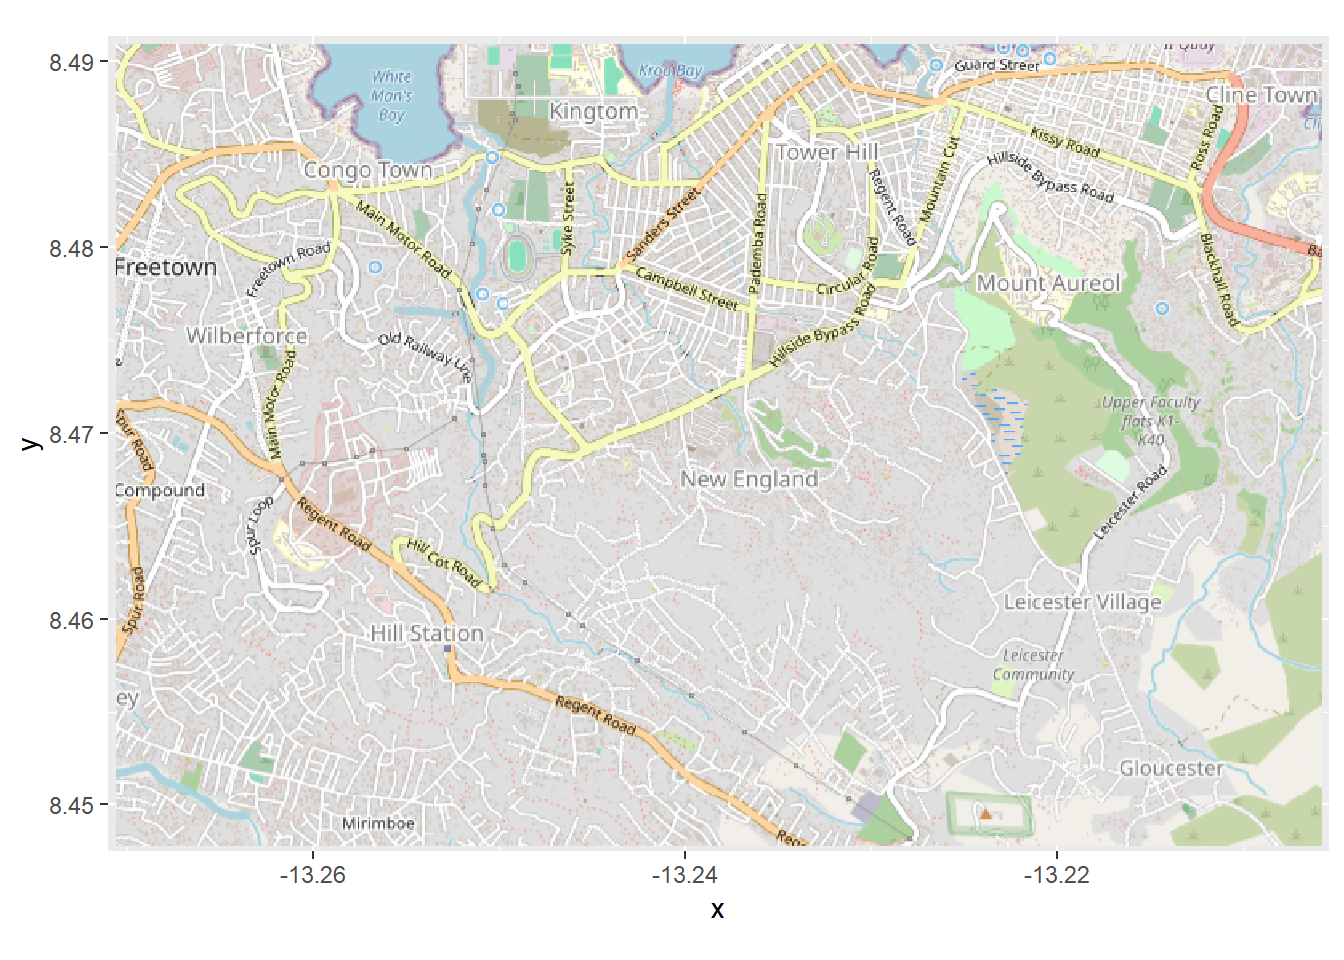 8.49
8.48
8.47
8.46
8.45
y
White
Man's
Bay
Kroo Bay
Guard Street
Kingtom
Cline Town
Congo Town
Tower Hill
Kissy Road
Ross Road
Hillside Bypass Road
Mountain Cut
Regent Road
Main Motor Road
Syke Street
Sanders Street
Pademba Road
Freetown Road
Freetown
Campbell Street
Circular Road
Mount Aureol
Blackhall Road
Ba
Wilberforce
Old Railway Line
Hillside Bypass Road
Main Motor Road
Upper Faculty
flats K1-
K40
Spur Road
New England
Compound
Leicester Road
Spur Loop
Regent Road
Hill Cot Road
Spur Road
Hill Station
Leicester Village
Leicester
Community
ey
Regent Road
Gloucester
Mirimboe
Reg
-13.26
-13.24
-13.22
x